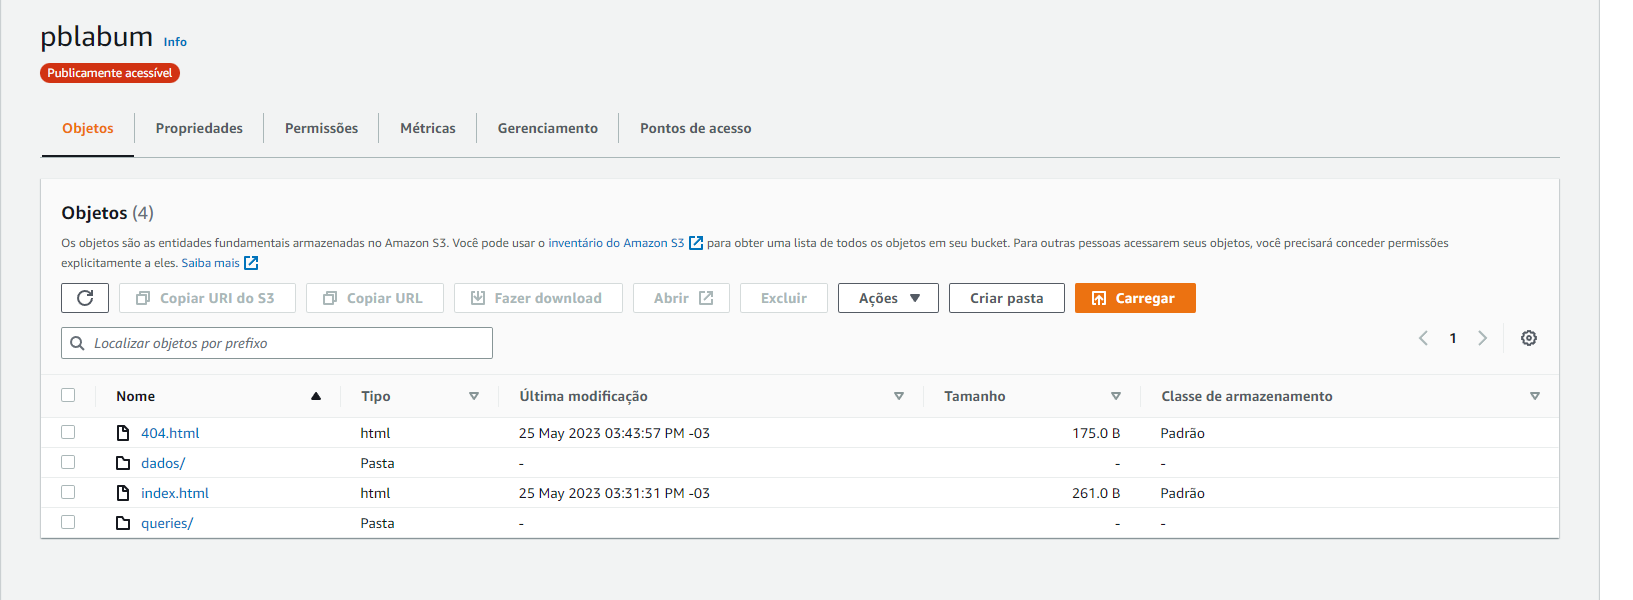 pblabum Info
Publicamente acessível
Objetos Propriedades Permissões Métricas Gerenciamento Pontos de acesso
Objetos (4)
Os objetos são as entidades fundamentais armazenadas no Amazon S3. Você pode usar o inventário do Amazon S3 para obter uma lista de todos os objetos em seu bucket. Para outras pessoas acessarem seus objetos, você precisará conceder permissões
explicitamente a eles. Saiba mais
Copiar URI do S3 Copiar URL Fazer download Abrir Excluir Ações Criar pasta Carregar
Localizar objetos por prefixo 1
Nome Tipo Última modificação Tamanho Classe de armazenamento
404.html html 25 May 2023 03:43:57 PM -03 175.0 B Padrão
dados/ Pasta - - -
index.html html 25 May 2023 03:31:31 PM -03 261.0 B Padrão
queries/ Pasta - - -